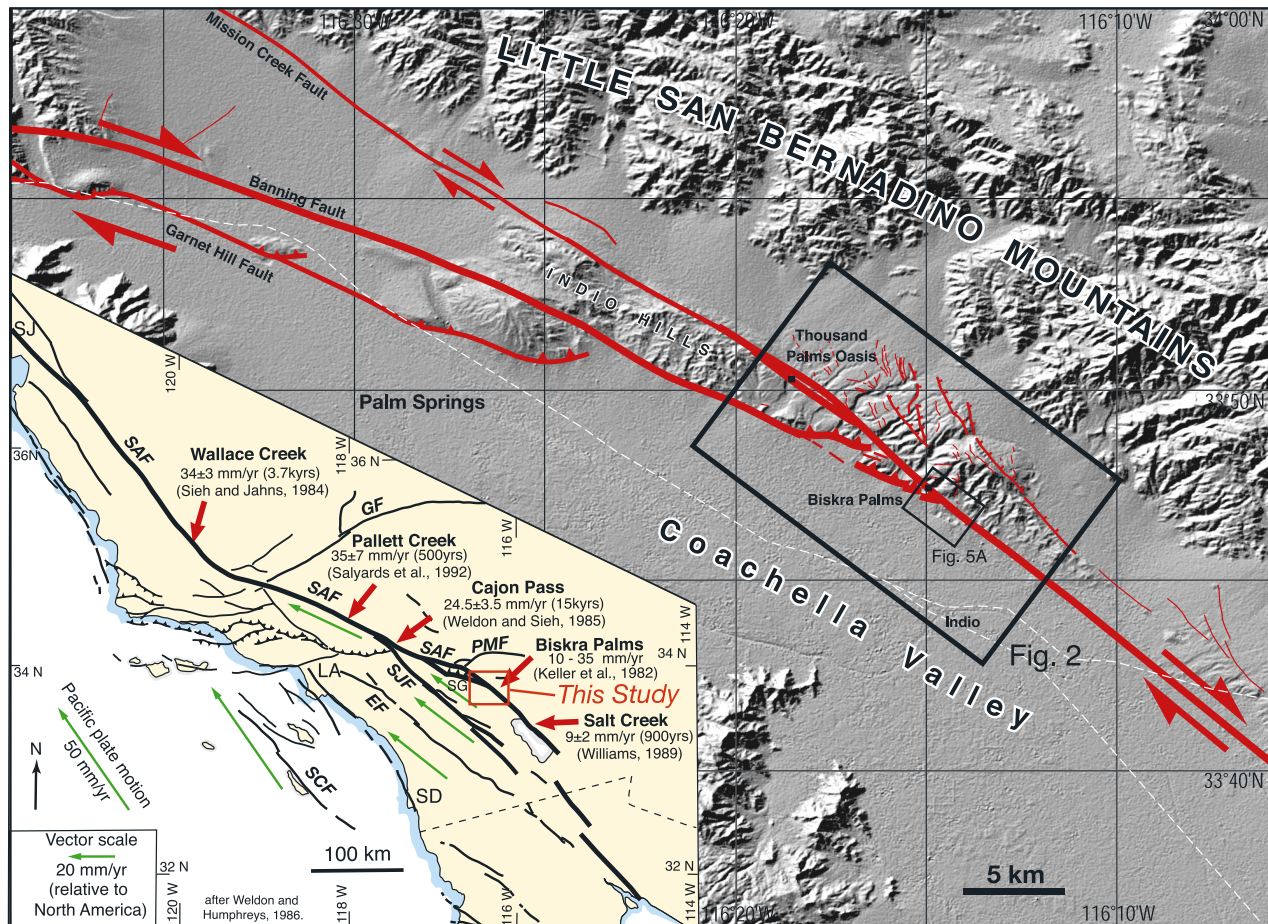 116°30'W
116°20'W
116°10'W
34°00'N
Mission Creek Fault
LITTLE SAN BERNADINO MOUNTAINS
Banning Fault
Garnet Hill Fault
INDIO HILLS
Thousand
Palms Oasis
33°50'N
Palm Springs
Biskra Palms
Fig. 5A
Coachella Valley
Indio
Fig. 2
33°40'N
5 km
116°20'W
116°10'W
SJ
120 W
SAF
Wallace Creek
34±3 mm/yr (3.7kyrs)
(Sieh and Jahns, 1984)
36N
118 W
36 N
GF
116 W
Pallett Creek
35±7 mm/yr (500yrs)
(Salyards et al., 1992)
SAF
Cajon Pass
24.5±3.5 mm/yr (15kyrs)
(Weldon and Sieh, 1985)
114 W
34 N
SAF
PMF
Biskra Palms
10 - 35 mm/yr
(Keller et al., 1982)
34 N
SG
This Study
LA
SJF
EF
Salt Creek
9±2 mm/yr (900yrs)
(Williams, 1989)
Pacific plate motion
50 mm/yr
N
SCF
SD
Vector scale
20 mm/yr
(relative to
North America)
100 km
32 N
32 N
120 W
118 W
116 W
114 W
after Weldon and
Humphreys, 1986.